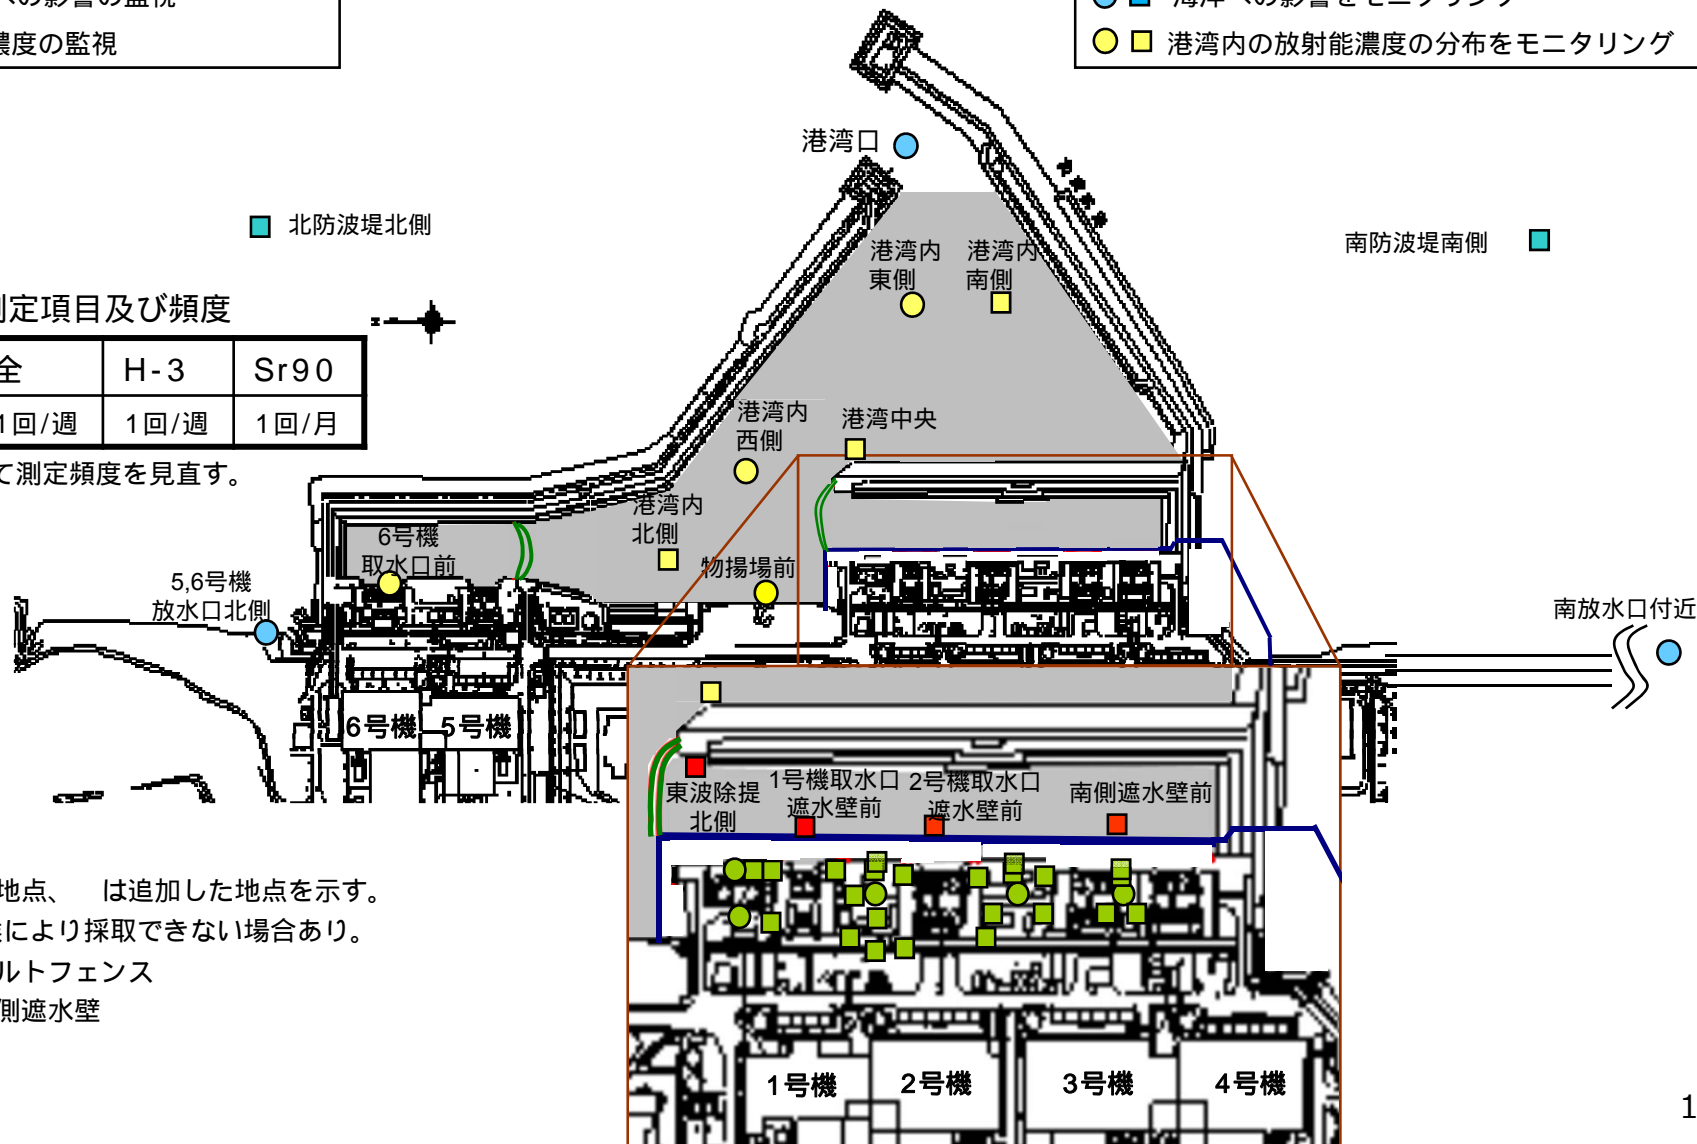 への影響の監視
濃度の監視
海洋への影響をモニタリング
港湾内の放射能濃度の分布をモニタリング
港湾口
北防波堤北側
南防波堤南側
港湾内
東側
港湾内
南側
測定項目及び頻度
全
H-3
Sr90
1回/週
1回/週
1回/月
て測定頻度を見直す。
港湾内
西側
港湾中央
港湾内
北側
6号機
取水口前
物揚場前
5,6号機
放水口北側
南放水口付近
6号機
5号機
東波除提
北側
1号機取水口
遮水壁前
2号機取水口
遮水壁前
南側遮水壁前
地点、 は追加した地点を示す。
により採取できない場合あり。
ルトフェンス
側遮水壁
1号機
2号機
3号機
4号機
1